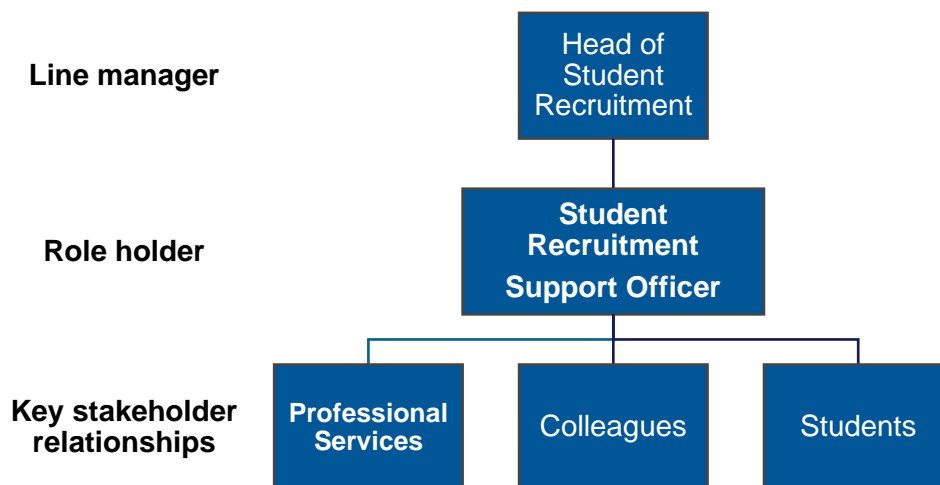 Line manager
Head of
Student
Recruitment
Role holder
Student
Recruitment
Support Officer
Key stakeholder
relationships
Professional
Services
Colleagues
Students